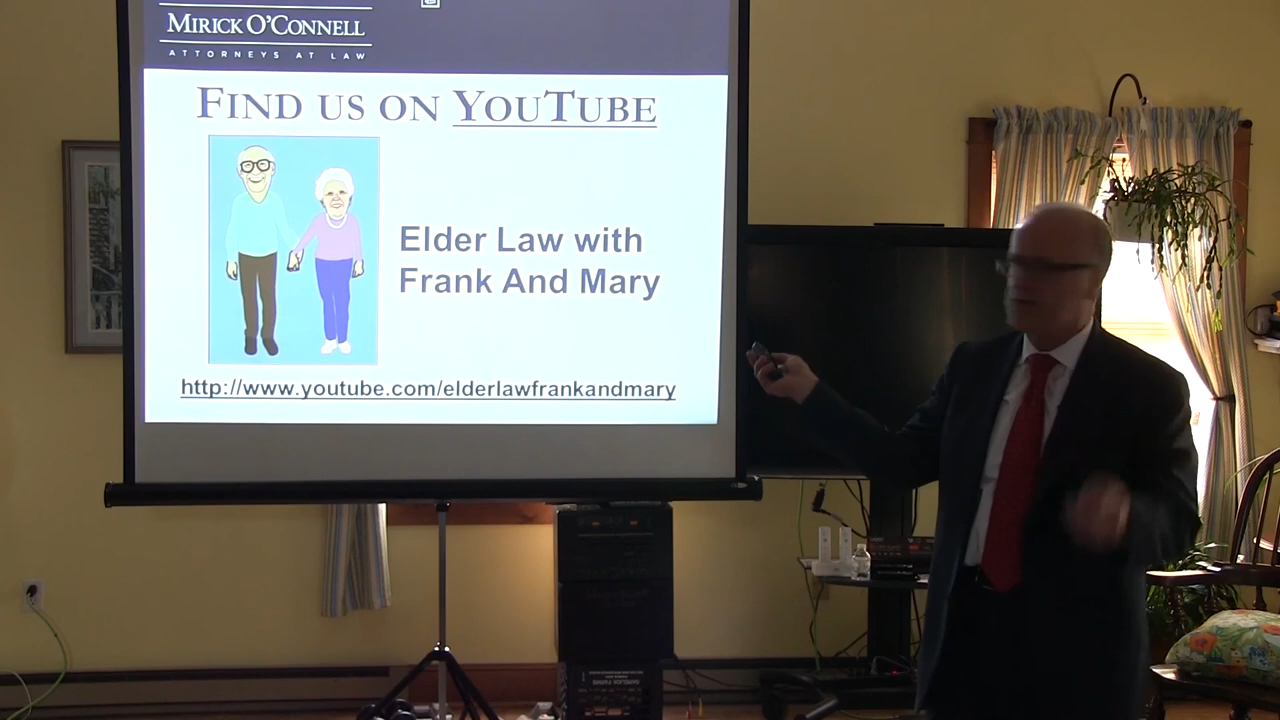 MIRICK O'CONNELL
ATTORNEYS AT LAW
FIND US ON YOUTUBE
Elder Law with
Frank And Mary
http://www.youtube.com/elderlawfrankandmary